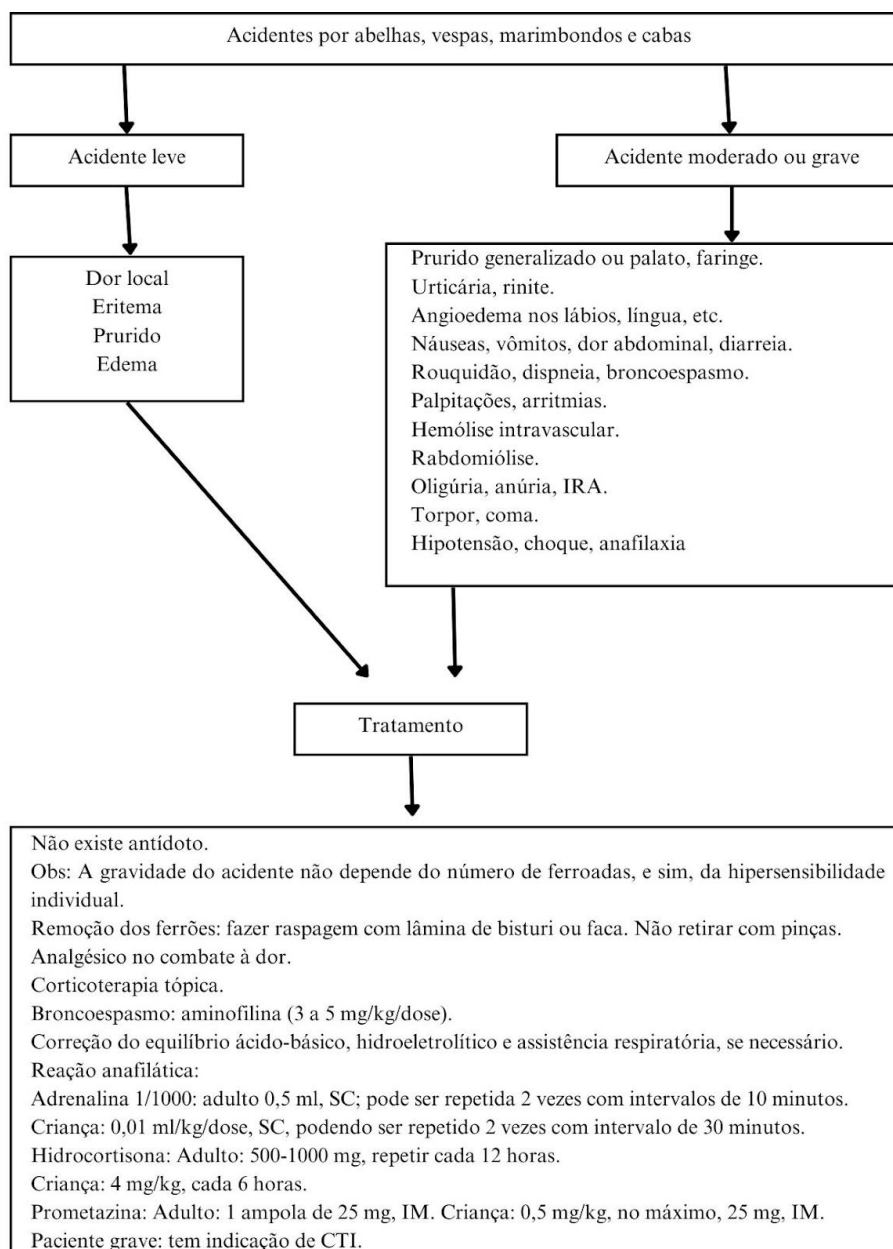 Acidentes por abelhas, vespas, marimbondos e cabas
Acidente leve
Acidente moderado ou grave
Dor local
Eritema
Prurido
Edema
Prurido generalizado ou palato, faringe.
Urticária, rinite.
Angioedema nos lábios, língua, etc.
Náuseas, vômitos, dor abdominal, diarreia.
Rouquidão, dispneia, broncoespasmo.
Palpitações, arritmias.
Hemólise intravascular.
Rabdomiólise.
Oligúria, anúria, IRA.
Torpor, coma.
Hipotensão, choque, anafilaxia
Tratamento
Não existe antídoto.
Obs: A gravidade do acidente não depende do número de ferroadas, e sim, da hipersensibilidade
individual.
Remoção dos ferrões: fazer raspagem com lâmina de bisturi ou faca. Não retirar com pinças.
Analgésico no combate à dor.
Corticoterapia tópica.
Broncoespasmo: aminofilina (3 a 5 mg/kg/dose).
Correção do equilíbrio ácido-básico, hidroeletrolítico e assistência respiratória, se necessário.
Reação anafilática:
Adrenalina 1/1000: adulto 0,5 ml, SC; pode ser repetida 2 vezes com intervalos de 10 minutos.
Criança: 0,01 ml/kg/dose, SC, podendo ser repetido 2 vezes com intervalo de 30 minutos.
Hidrocortisona: Adulto: 500-1000 mg, repetir cada 12 horas.
Criança: 4 mg/kg, cada 6 horas.
Prometazina: Adulto: 1 ampola de 25 mg, IM. Criança: 0,5 mg/kg, no máximo, 25 mg, IM.
Paciente grave: tem indicação de CTI.